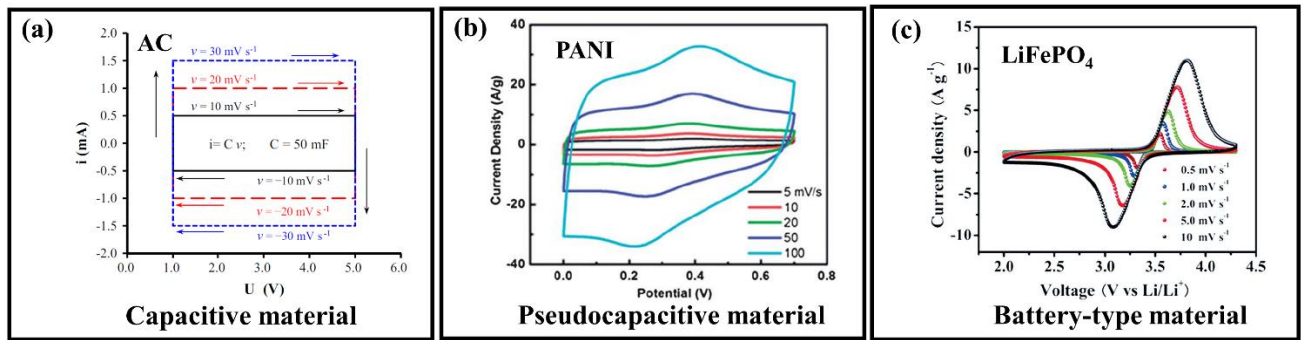 (a)
AC
i (mA)
2.0
1.5
1.0
0.5
0.0
-0.5
-1.0
-1.5
-2.0
v = 30 mV s-1
v = 20 mV s-1
v = 10 mV s-1
i= C v; C = 50 mF
v = −10 mV s-1
v = −20 mV s-1
v = −30 mV s-1
0.0 1.0 2.0 3.0 4.0 5.0 6.0
U (V)
Capacitive material
(b)
PANI
Current Density (A/g)
40
20
0
-20
-40
5 mV/s
10
20
50
100
0.0 0.2 0.4 0.6 0.8
Potential (V)
Pseudocapacitive material
(c)
LiFePO4
Current density (A g-1)
15
10
5
0
-5
-10
0.5 mV s-1
1.0 mV s-1
2.0 mV s-1
5.0 mV s-1
10 mV s-1
2.0 2.5 3.0 3.5 4.0 4.5
Voltage (V vs Li/Li+)
Battery-type material